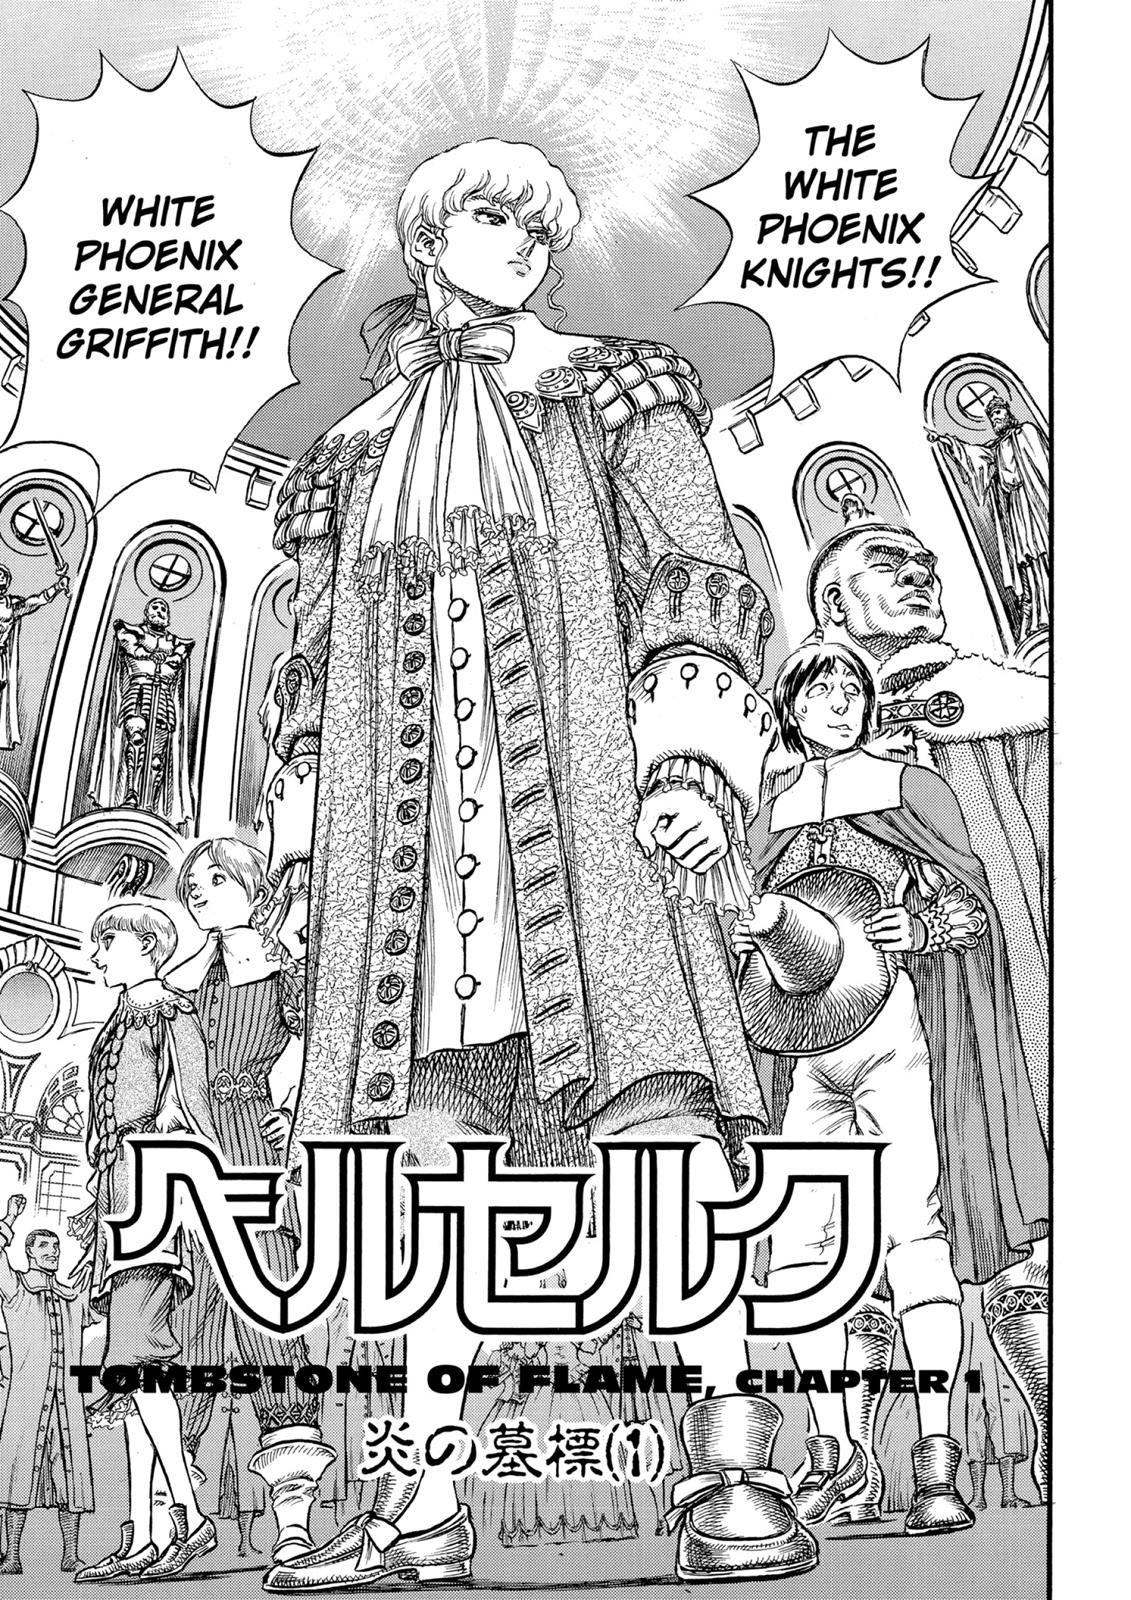 THE
WHITE
PHOENIX
KNIGHTS!!
WHITE
PHOENIX
GENERAL
GRIFFITH!!
ベルセルク
TOMBSTONE OF FLAME, CHAPTER 1
炎の墓標(1)